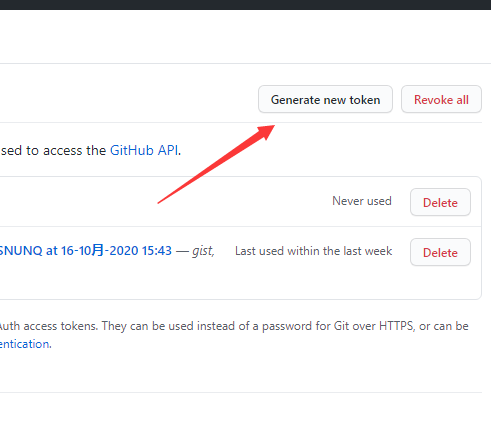 Generate new token Revoke all
sed to access the GitHub API.
Never used Delete
SNUNQ at 16-10月-2020 15:43 — gist, Last used within the last week Delete
Auth access tokens. They can be used instead of a password for Git over HTTPS, or can be
entication.